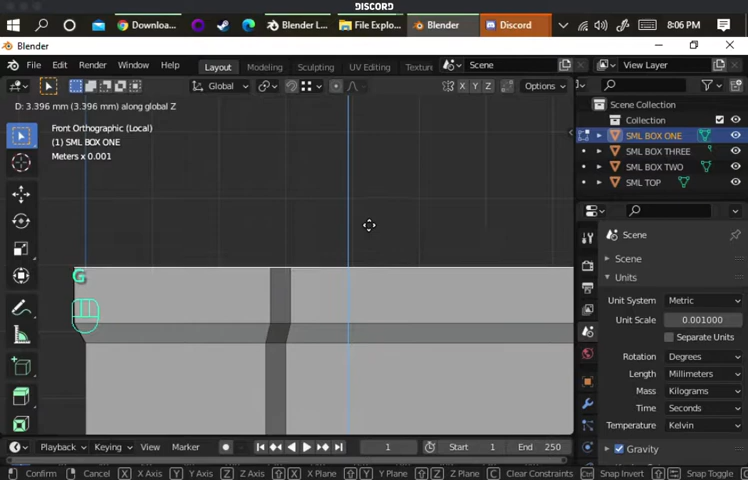 DISCORD
Downloa...
Blender L...
File Explo...
Blender
Discord
8:06 PM
Blender
File
Edit
Render
Window
Help
Layout
Modeling
Sculpting
UV Editing
Textur
Scene
View Layer
Global
X
Y
Z
Options
D: 3.396 mm (3.396 mm) along global Z
Front Orthographic (Local)
(1) SML BOX ONE
Meters x 0.001
G
Scene Collection
Collection
SML BOX ONE
SML BOX THREE
SML BOX TWO
SML TOP
Scene
Scene
Units
Unit System
Metric
Unit Scale
0.001000
Separate Units
Rotation
Degrees
Length
Millimeters
Mass
Kilograms
Time
Seconds
Temperature
Kelvin
Gravity
Playback
Keying
View
Marker
1
Start
1
End
250
Confirm
Cancel
X
X Axis
Y
Y Axis
Z
Z Axis
X
X Plane
Y
Y Plane
Z
Z Plane
C
Clear Constraints
Snap Invert
Snap Toggle